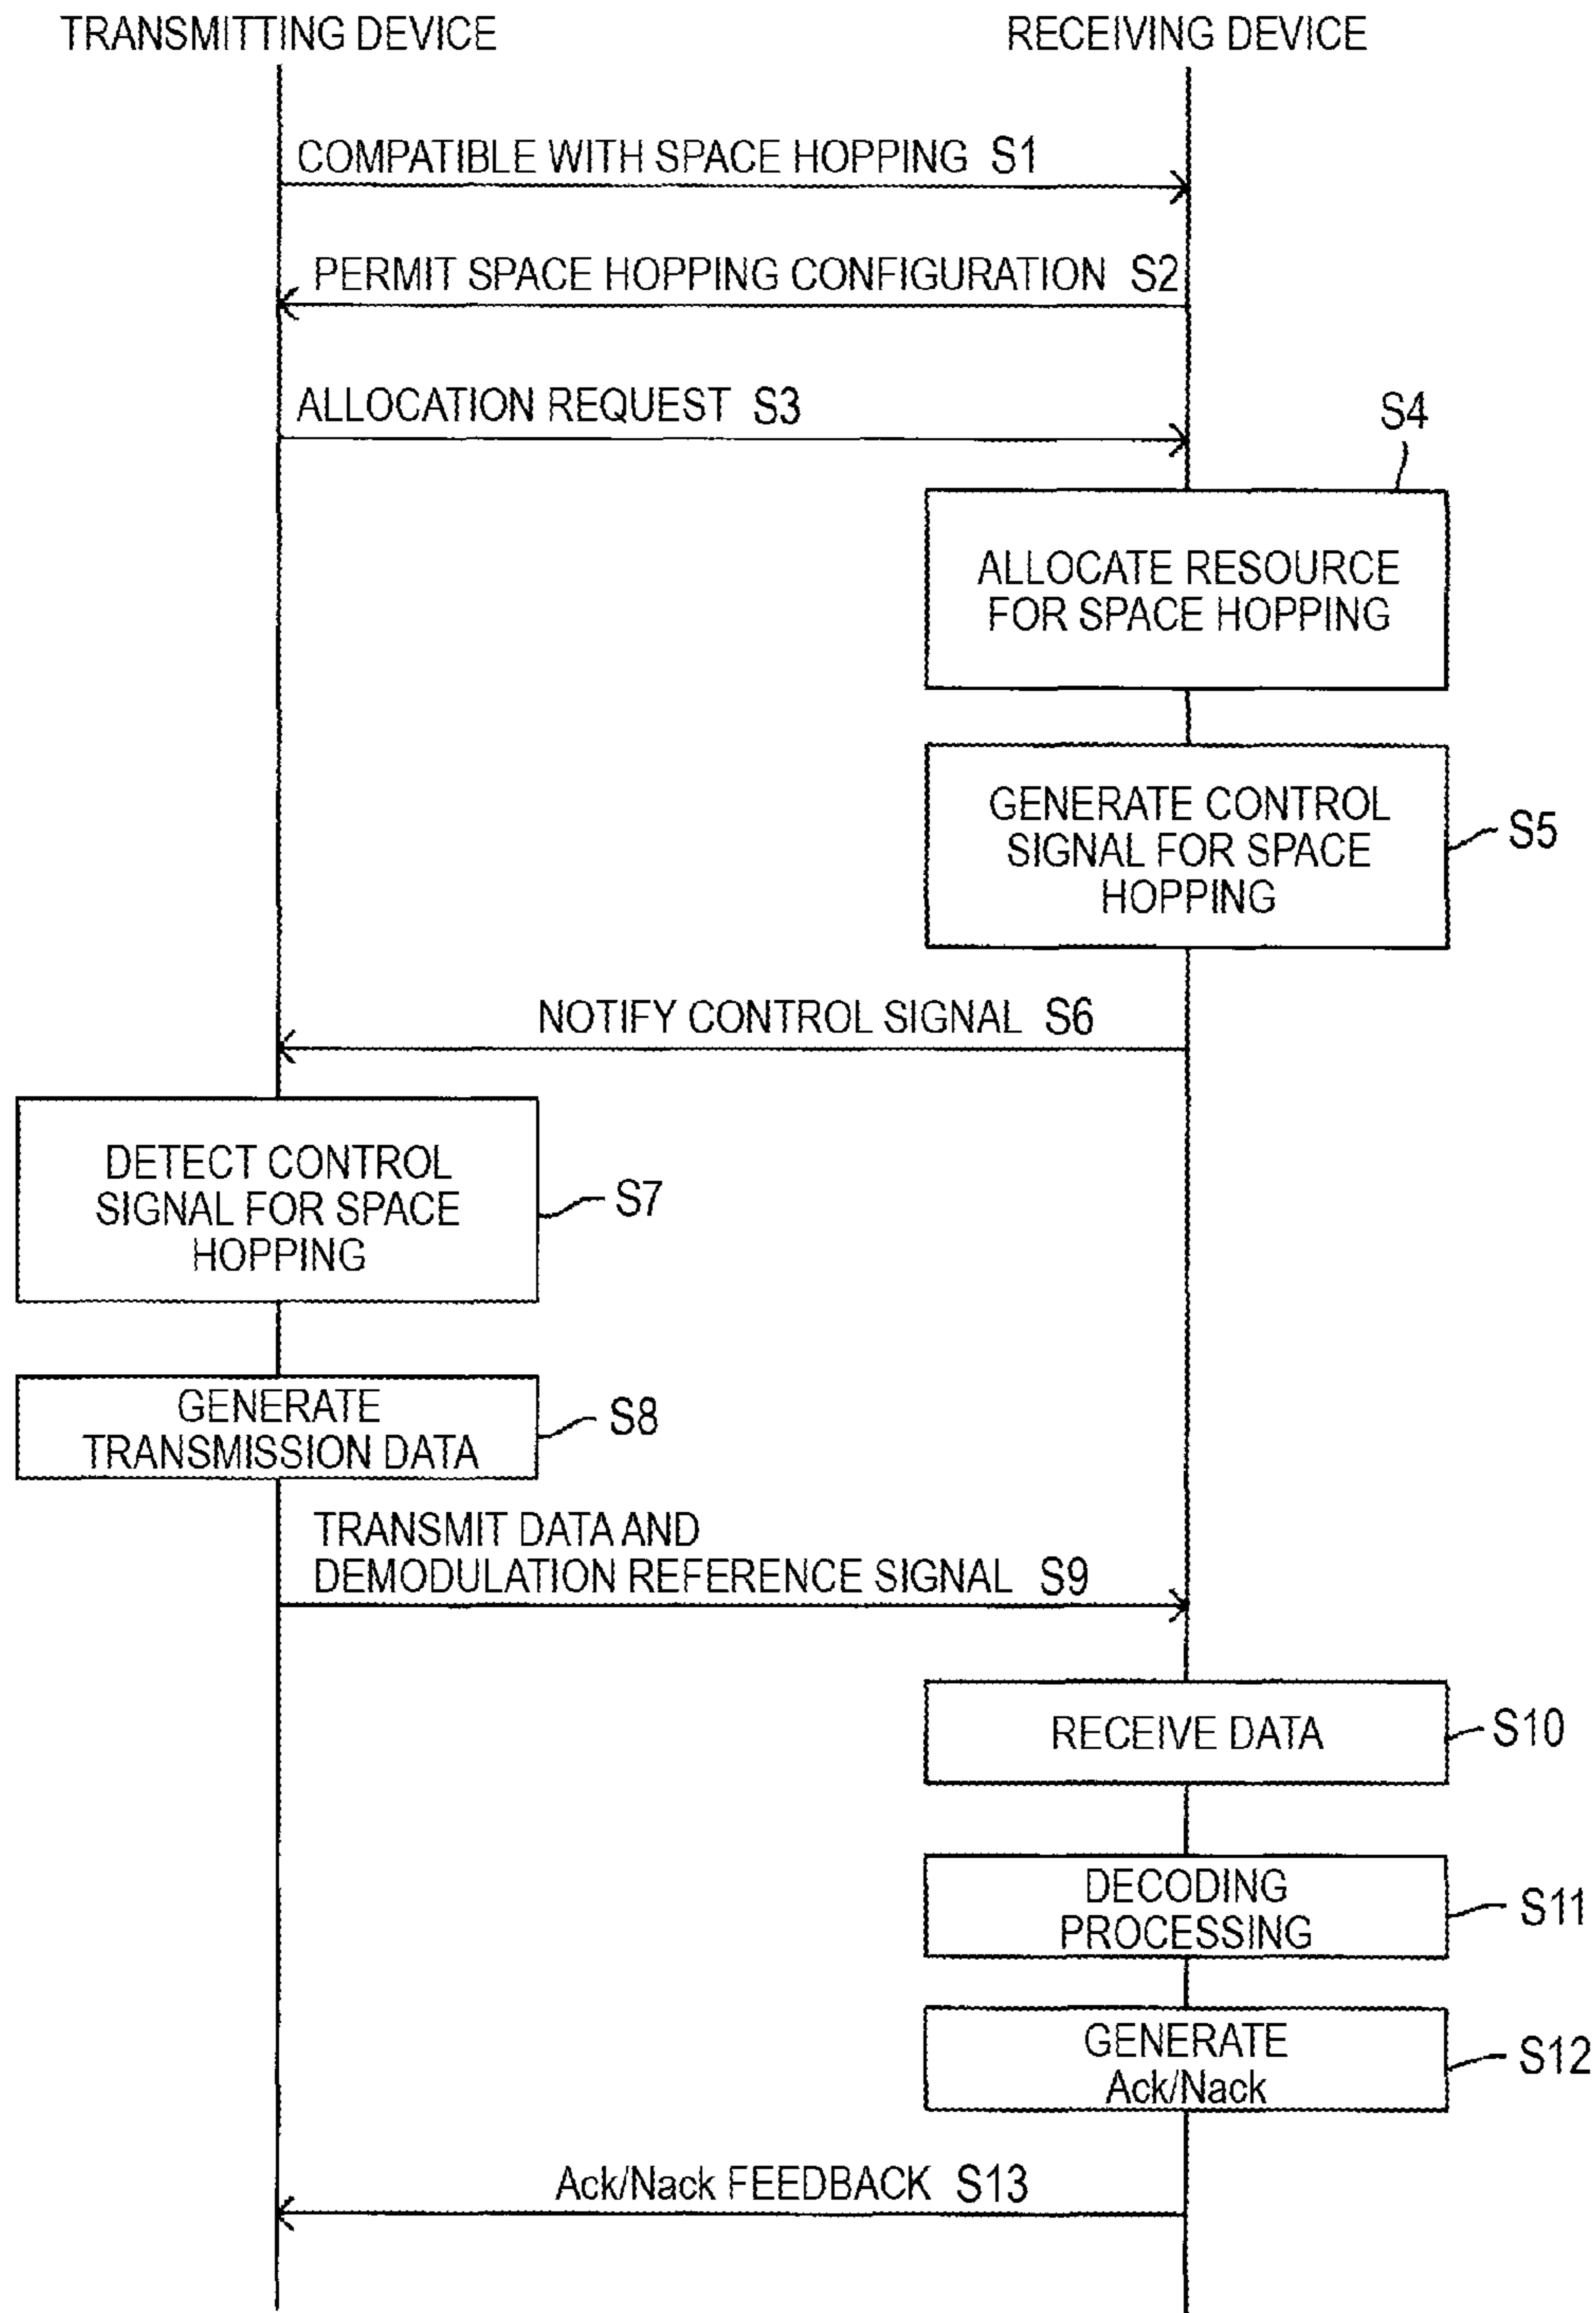 TRANSMITTING DEVICE
RECEIVING DEVICE
COMPATIBLE WITH SPACE HOPPING S1
PERMIT SPACE HOPPING CONFIGURATION S2
ALLOCATION REQUEST S3
S4
ALLOCATE RESOURCE
FOR SPACE HOPPING
GENERATE CONTROL
SIGNAL FOR SPACE
HOPPING
S5
NOTIFY CONTROL SIGNAL S6
DETECT CONTROL
SIGNAL FOR SPACE
HOPPING
S7
GENERATE
TRANSMISSION DATA
S8
TRANSMIT DATA AND
DEMODULATION REFERENCE SIGNAL S9
RECEIVE DATA
S10
DECODING
PROCESSING
S11
GENERATE
Ack/Nack
S12
Ack/Nack FEEDBACK S13